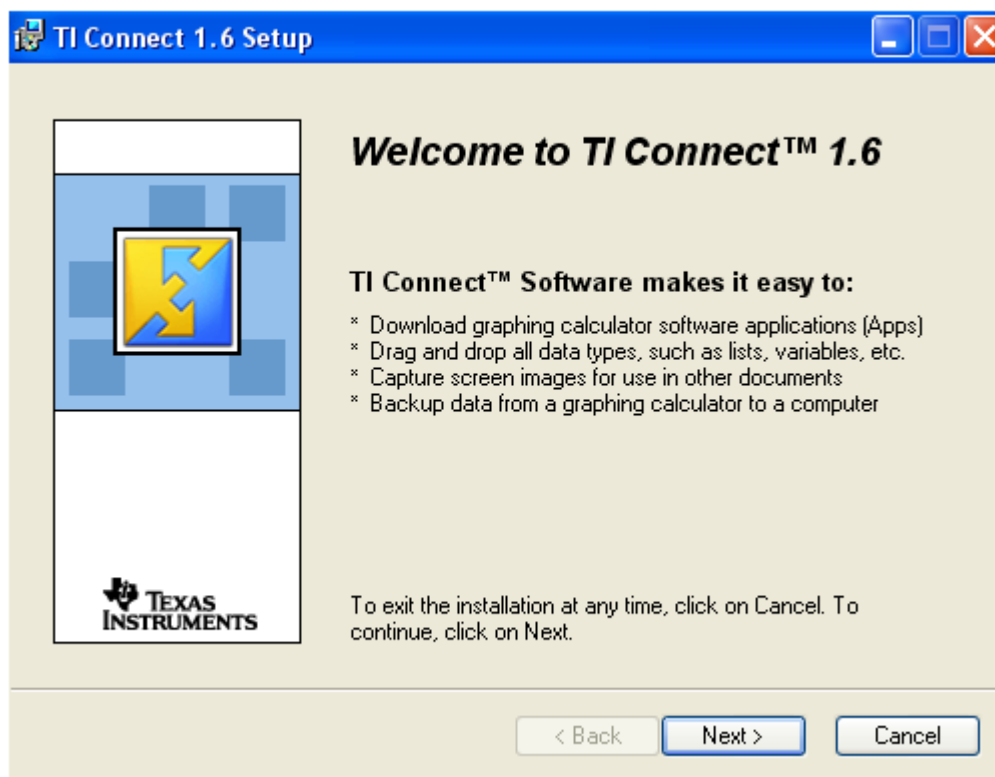 TI Connect 1.6 Setup
Welcome to TI Connect™ 1.6
TI Connect™ Software makes it easy to:
* Download graphing calculator software applications (Apps)
* Drag and drop all data types, such as lists, variables, etc.
* Capture screen images for use in other documents
* Backup data from a graphing calculator to a computer
TEXAS
INSTRUMENTS
To exit the installation at any time, click on Cancel. To
continue, click on Next.
< Back
Next >
Cancel